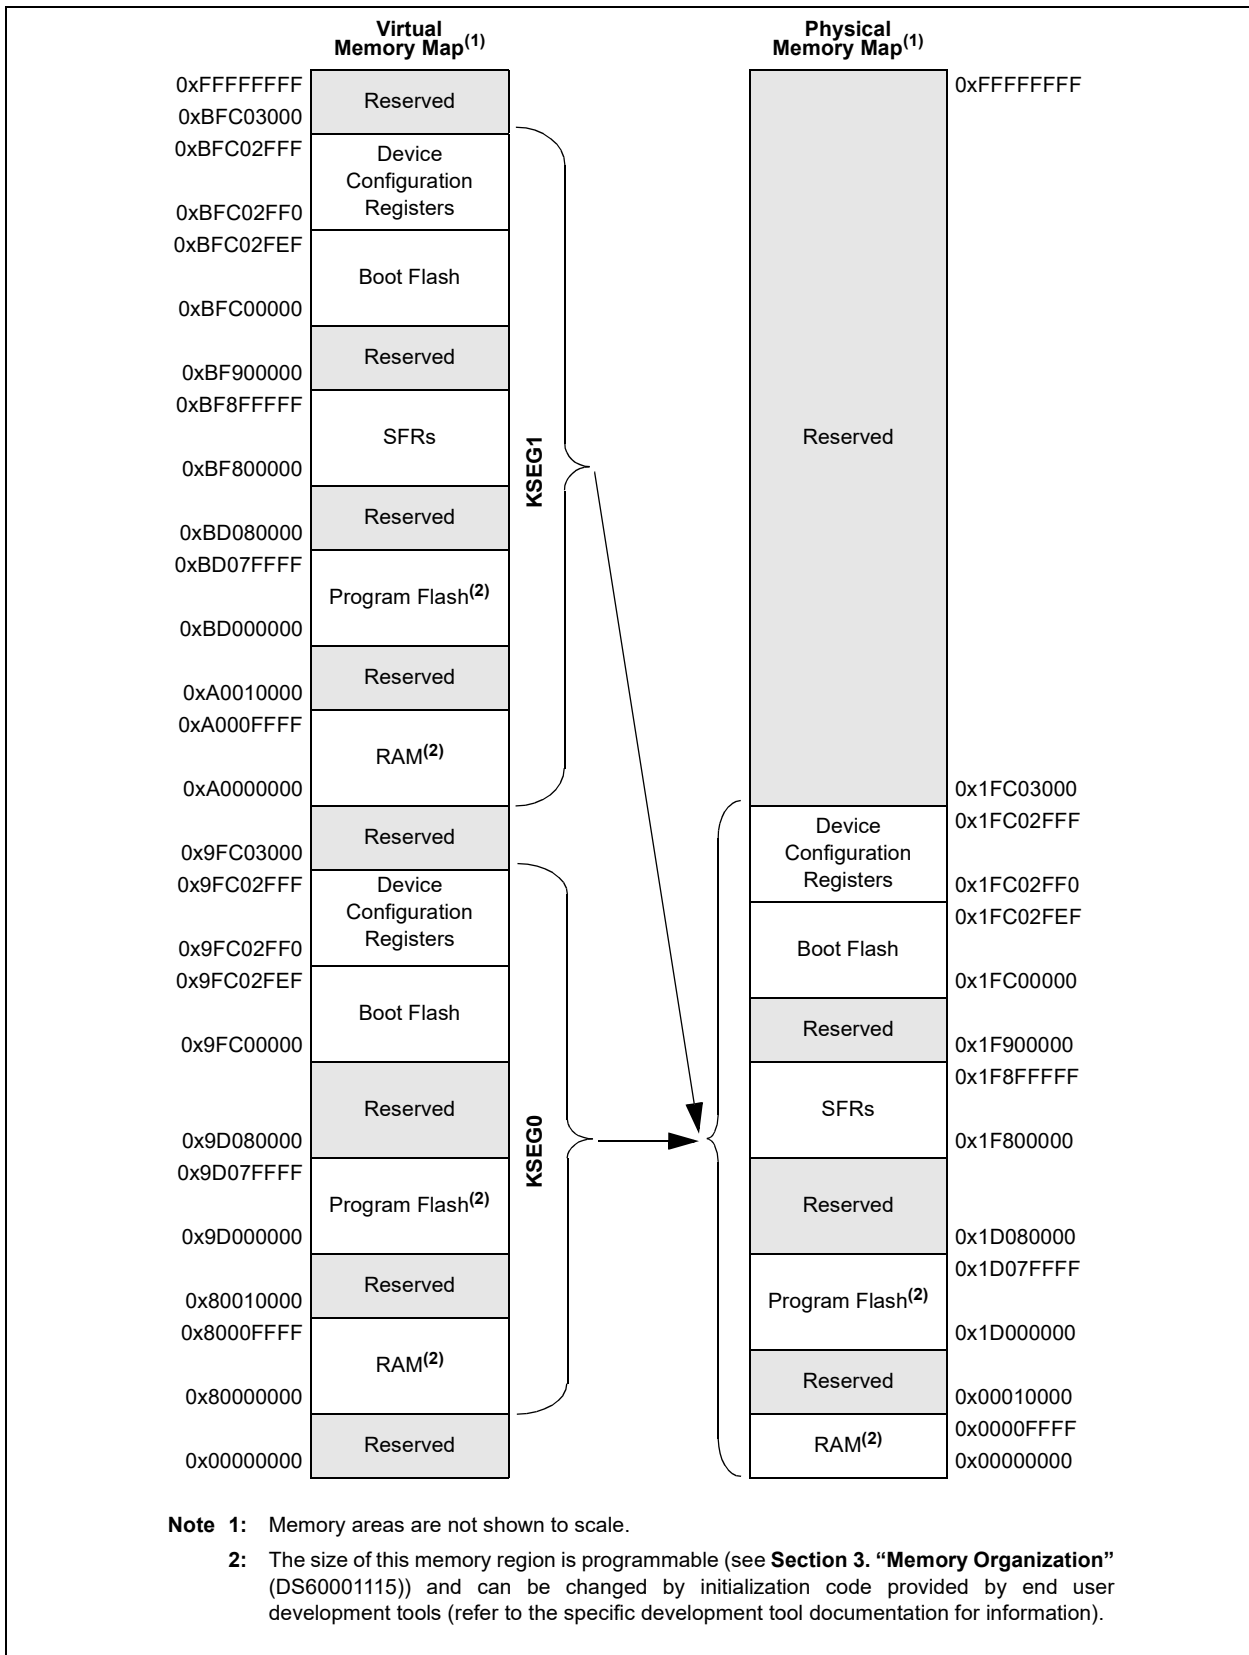 Virtual
Memory Map(1)
0xFFFFFFFF
Reserved
0xBFC03000
0xBFC02FFF
Device
Configuration
Registers
0xBFC02FF0
0xBFC02FEF
Boot Flash
0xBFC00000
Reserved
0xBF900000
0xBF8FFFFF
SFRs
0xBF800000
Reserved
0xBD080000
0xBD07FFFF
Program Flash(2)
0xBD000000
Reserved
0xA0010000
0xA000FFFF
RAM(2)
0xA0000000
KSEG1
Reserved
0x9FC03000
0x9FC02FFF
Device
Configuration
Registers
0x9FC02FF0
0x9FC02FEF
Boot Flash
0x9FC00000
Reserved
0x9D080000
0x9D07FFFF
Program Flash(2)
0x9D000000
Reserved
0x80010000
0x8000FFFF
RAM(2)
0x80000000
KSEG0
Reserved
0x00000000
Physical
Memory Map(1)
0xFFFFFFFF
Reserved
0x1FC03000
0x1FC02FFF
Device
Configuration
Registers
0x1FC02FF0
0x1FC02FEF
Boot Flash
0x1FC00000
Reserved
0x1F900000
0x1F8FFFFF
SFRs
0x1F800000
Reserved
0x1D080000
0x1D07FFFF
Program Flash(2)
0x1D000000
Reserved
0x00010000
0x0000FFFF
RAM(2)
0x00000000
Note 1: Memory areas are not shown to scale.
2: The size of this memory region is programmable (see Section 3. “Memory Organization”
(DS60001115)) and can be changed by initialization code provided by end user
development tools (refer to the specific development tool documentation for information).